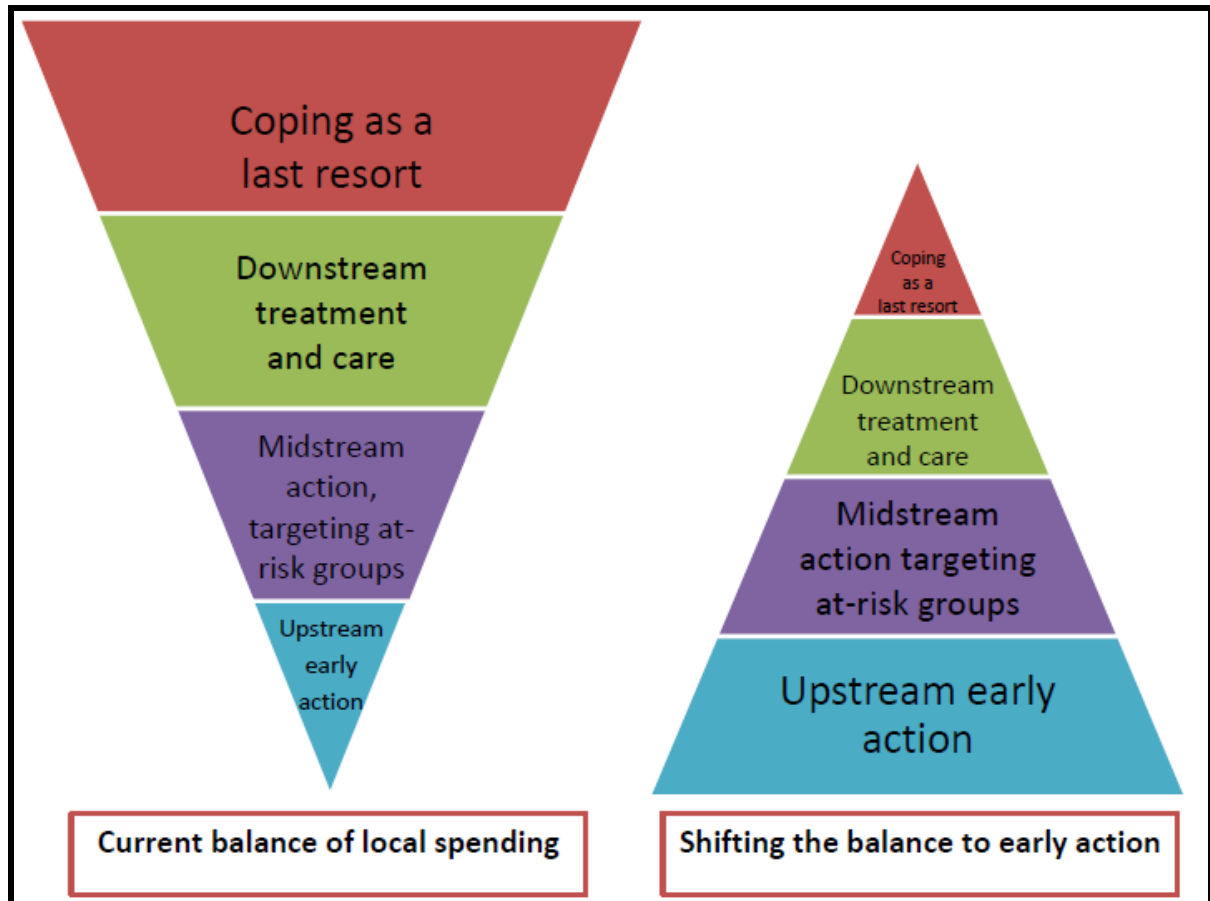 Coping as a
last resort
Downstream
treatment
and care
Midstream
action,
targeting at-
risk groups
Upstream
early
action
Current balance of local spending
Coping
as a
last resort
Downstream
treatment
and care
Midstream
action targeting
at-risk groups
Upstream early
action
Shifting the balance to early action